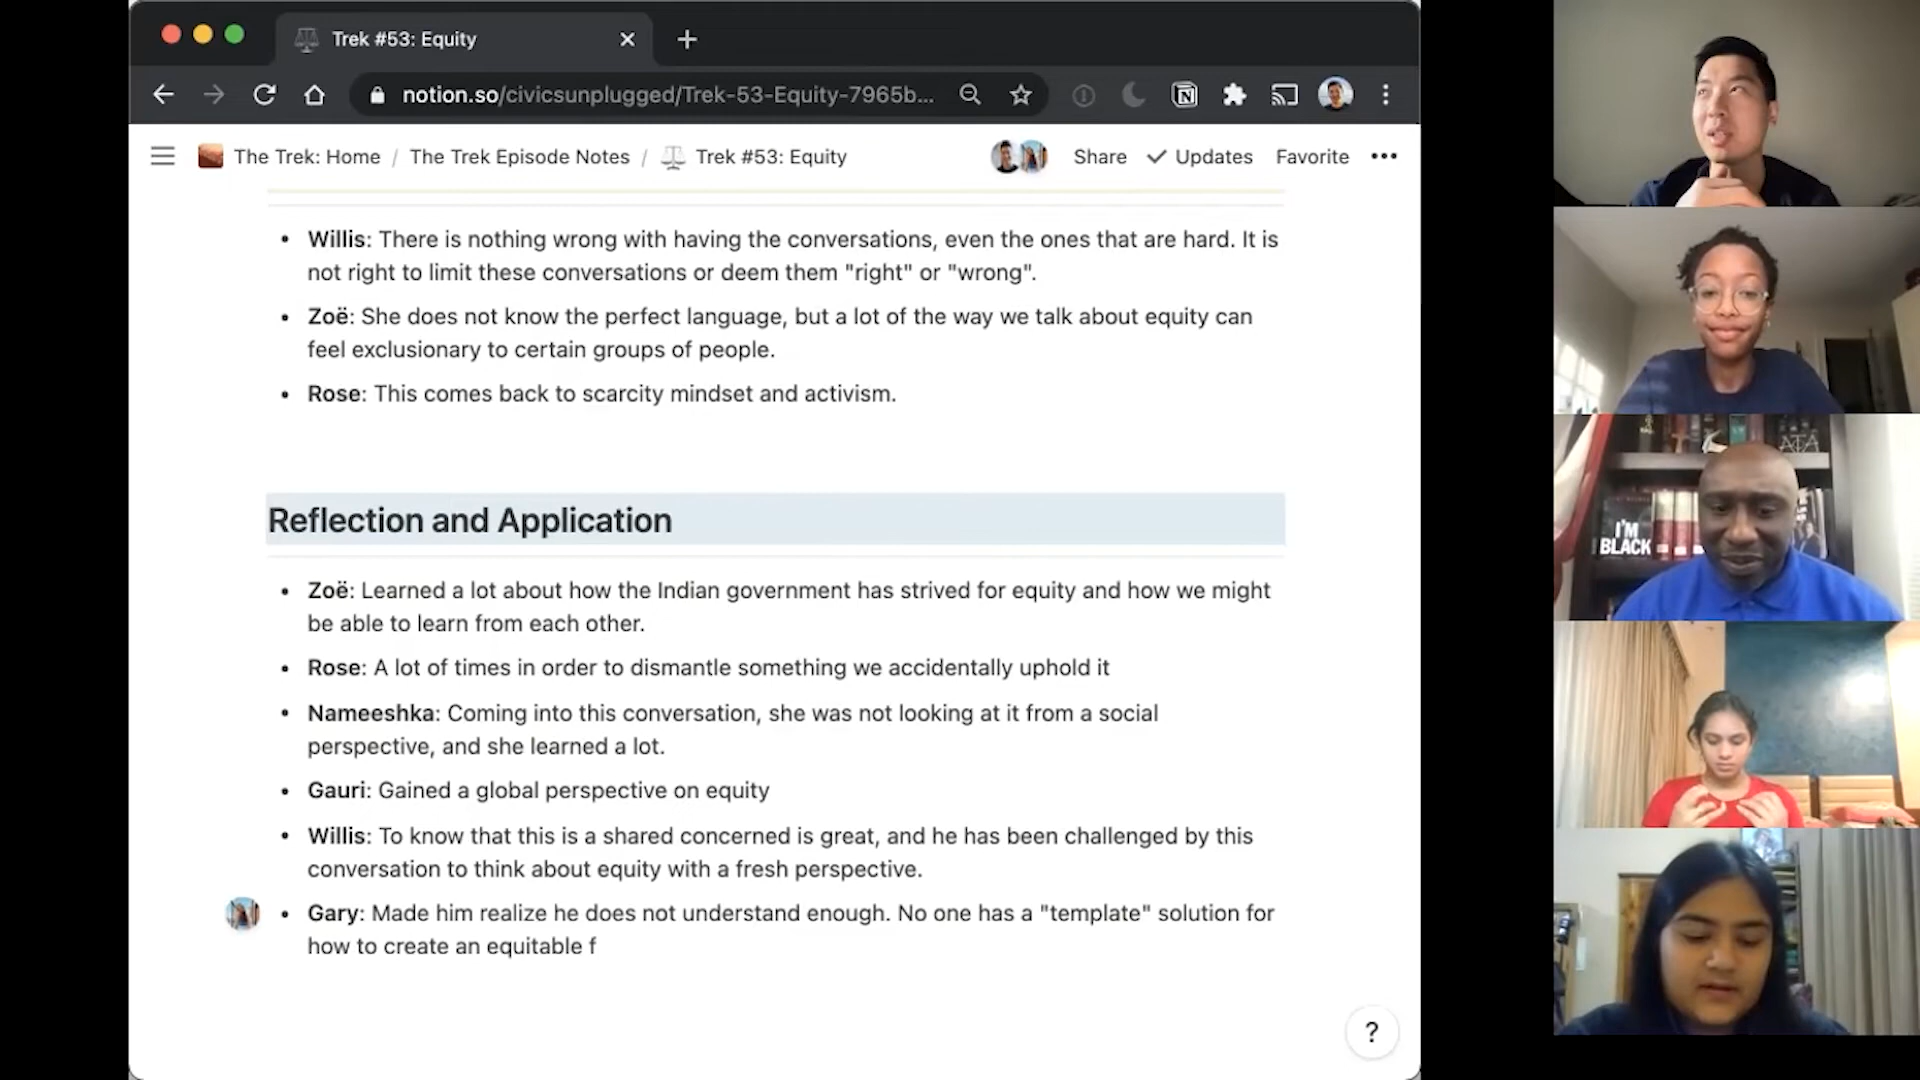 Trek #53: Equity
notion.so/civicsunplugged/Trek-53-Equity-7965b...
The Trek: Home / The Trek Episode Notes / Trek #53: Equity
Share Updates Favorite
Willis: There is nothing wrong with having the conversations, even the ones that are hard. It is
not right to limit these conversations or deem them "right" or "wrong".
Zoë: She does not know the perfect language, but a lot of the way we talk about equity can
feel exclusionary to certain groups of people.
Rose: This comes back to scarcity mindset and activism.
Reflection and Application
Zoë: Learned a lot about how the Indian government has strived for equity and how we might
be able to learn from each other.
Rose: A lot of times in order to dismantle something we accidentally uphold it
Nameeshka: Coming into this conversation, she was not looking at it from a social
perspective, and she learned a lot.
Gauri: Gained a global perspective on equity
Willis: To know that this is a shared concerned is great, and he has been challenged by this
conversation to think about equity with a fresh perspective.
Gary: Made him realize he does not understand enough. No one has a "template" solution for
how to create an equitable f
?
ATA
I'M
BLACK